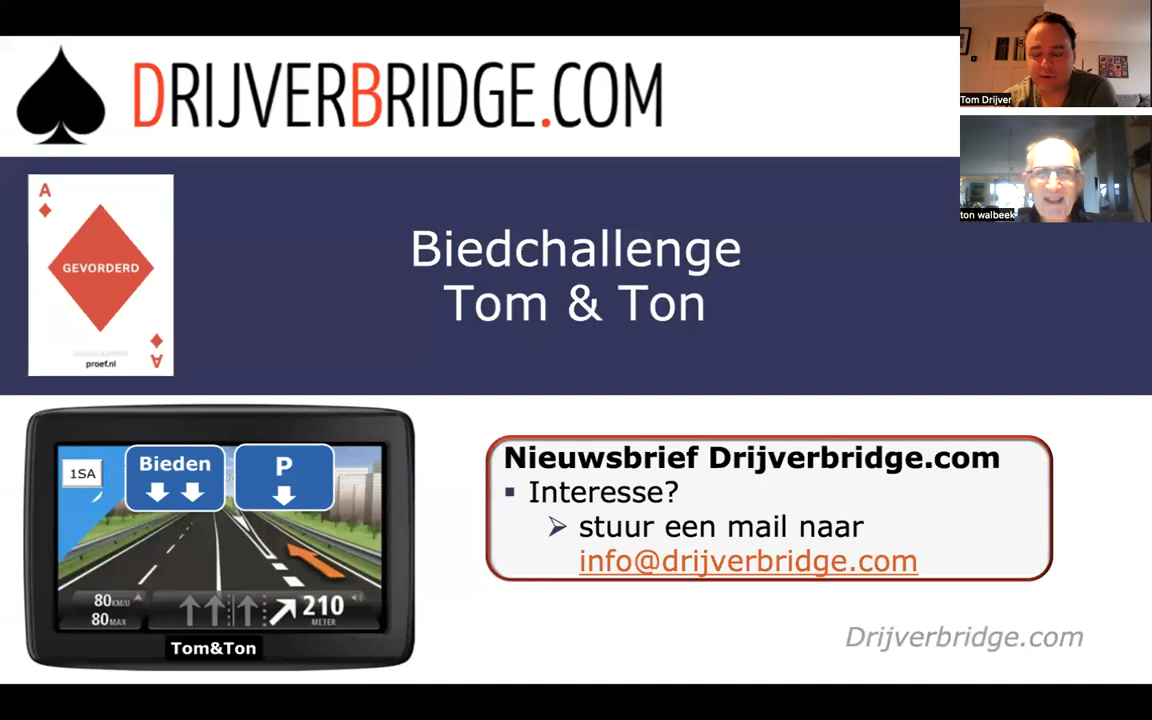 DRIJVERBRIDGE.COM
Tom Drijver
ton walbeek
A
GEVORDERD
proef.nl
A
Biedchallenge
Tom & Ton
1SA
Bieden
P
80 KM/U
80 MAX
210
METER
Tom&Ton
Nieuwsbrief Drijverbridge.com
Interesse?
stuur een mail naar
info@drijverbridge.com
Drijverbridge.com